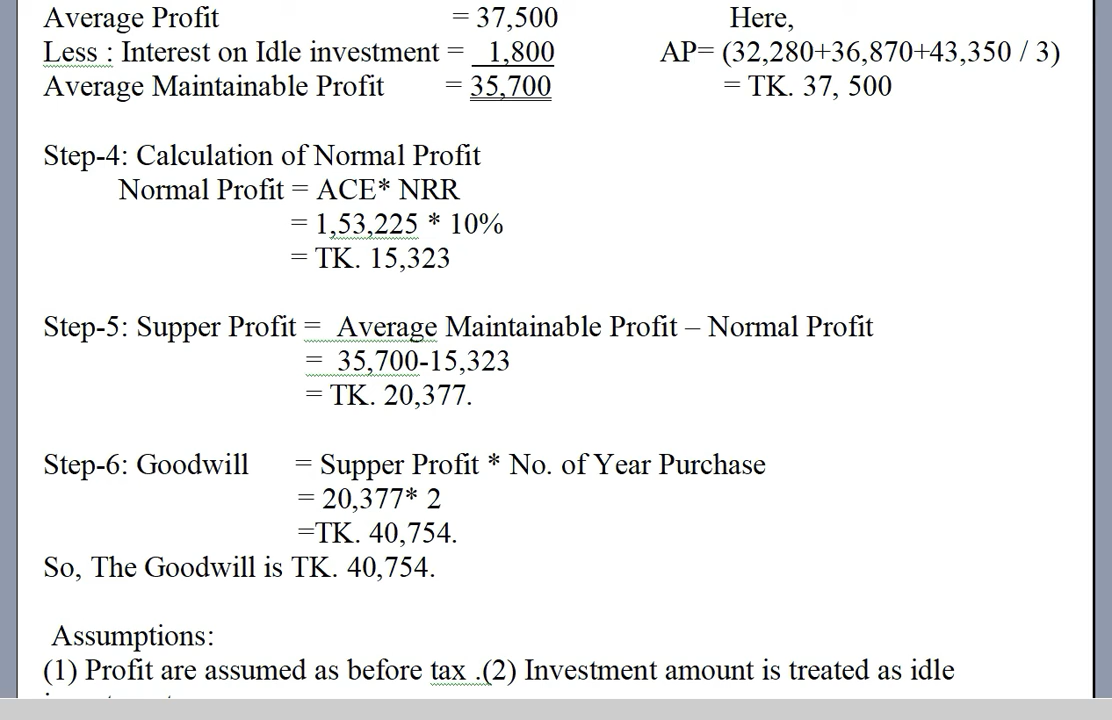 Average Profit = 37,500 Here,
Less : Interest on Idle investment = 1,800 AP= (32,280+36,870+43,350 / 3)
Average Maintainable Profit = 35,700 = TK. 37, 500
Step-4: Calculation of Normal Profit
Normal Profit = ACE* NRR
= 1,53,225 * 10%
= TK. 15,323
Step-5: Supper Profit = Average Maintainable Profit – Normal Profit
= 35,700-15,323
= TK. 20,377.
Step-6: Goodwill = Supper Profit * No. of Year Purchase
= 20,377* 2
=TK. 40,754.
So, The Goodwill is TK. 40,754.
Assumptions:
(1) Profit are assumed as before tax .(2) Investment amount is treated as idle